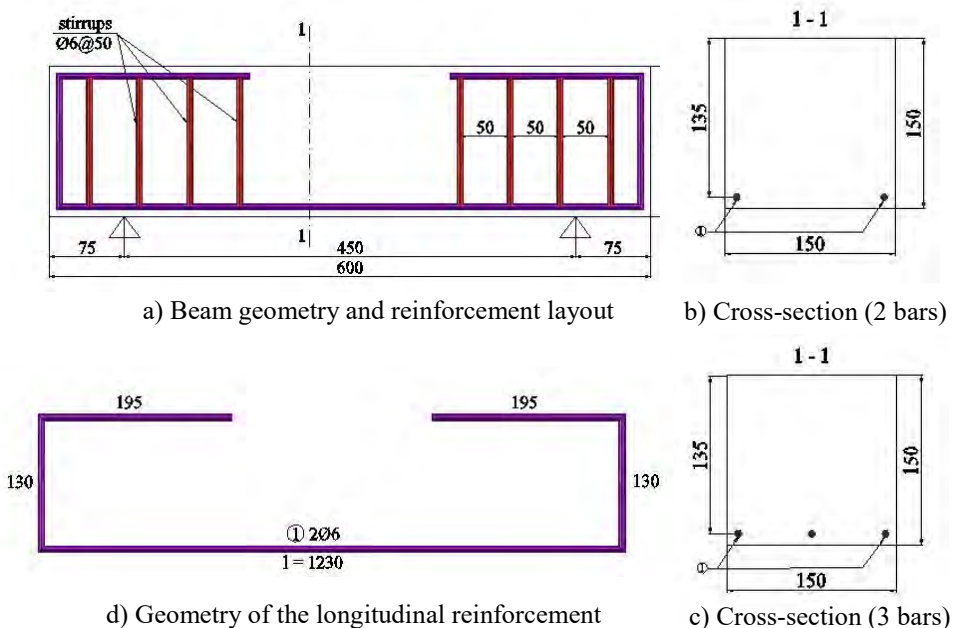 stirrups
Ø6@50
1
50 50 50
1
75 450 75
600
a) Beam geometry and reinforcement layout
1 - 1
135
150
①
150
b) Cross-section (2 bars)
195 195
130
130
① 2Ø6
l = 1230
d) Geometry of the longitudinal reinforcement
1 - 1
135
150
①
150
c) Cross-section (3 bars)